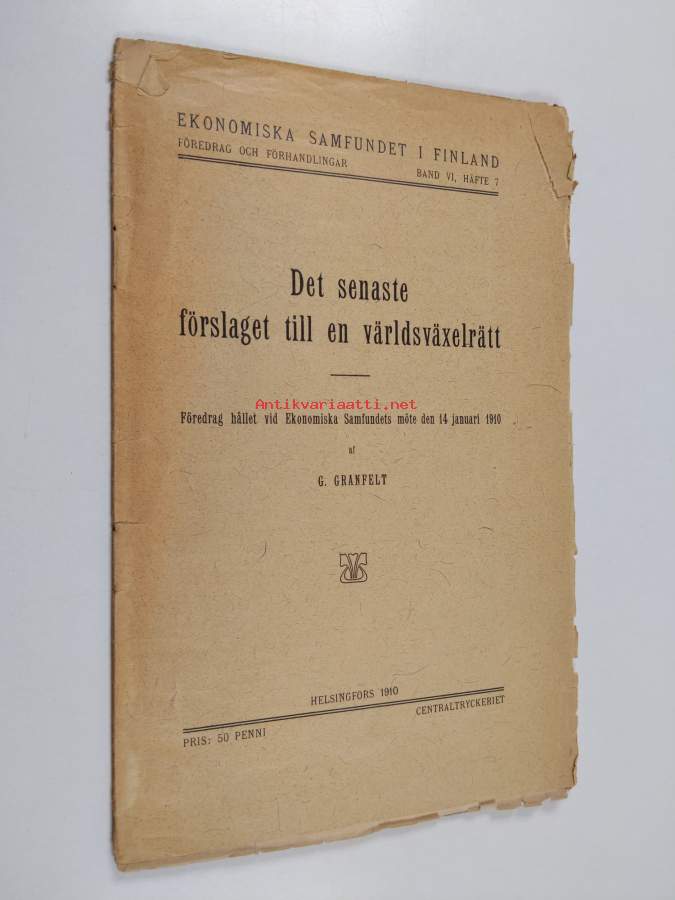 EKONOMISKA SAMFUNDET I FINLAND
FÖREDRAG OCH FÖRHANDLINGAR
BAND VI, HÄFTE 7
Det senaste
förslaget till en världsväxelrätt
Antikvariaatti.net
Föredrag hållet vid Ekonomiska Samfundets möte den 14 januari 1910
af
G. GRANFELT
HELSINGFORS 1910
CENTRALTRYCKERIET
PRIS: 50 PENNI